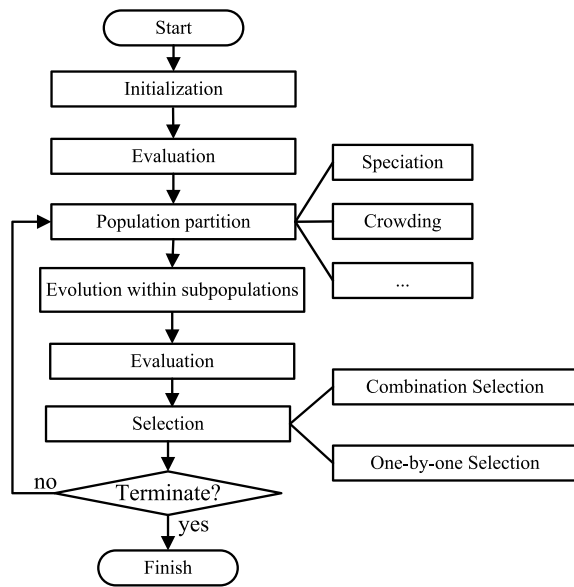 Start
Initialization
Evaluation
Speciation
Population partition
Crowding
Evolution within subpopulations
...
Evaluation
Combination Selection
Selection
One-by-one Selection
no
Terminate?
yes
Finish